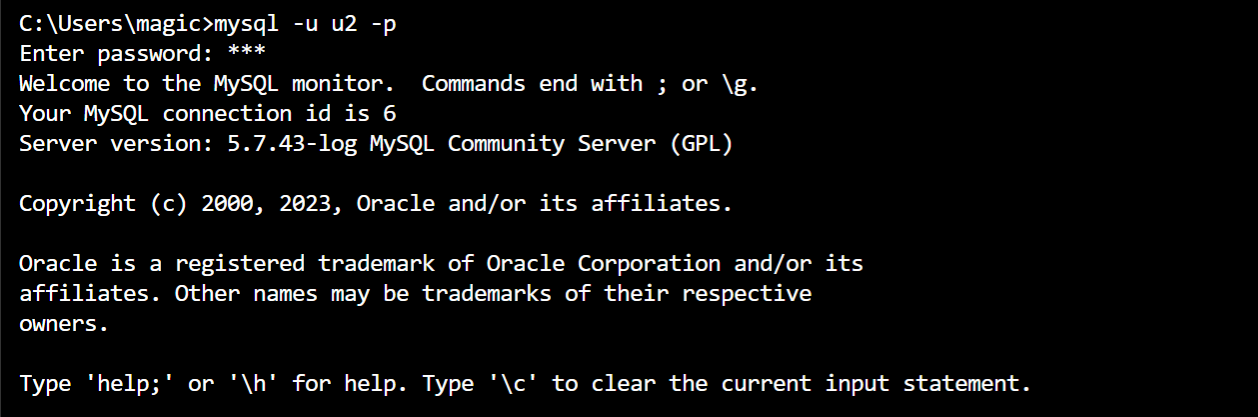 C:\Users\magic>mysql -u u2 -p
Enter password: ***
Welcome to the MySQL monitor.  Commands end with ; or \g.
Your MySQL connection id is 6
Server version: 5.7.43-log MySQL Community Server (GPL)
Copyright (c) 2000, 2023, Oracle and/or its affiliates.
Oracle is a registered trademark of Oracle Corporation and/or its
affiliates. Other names may be trademarks of their respective
owners.
Type 'help;' or '\h' for help. Type '\c' to clear the current input statement.